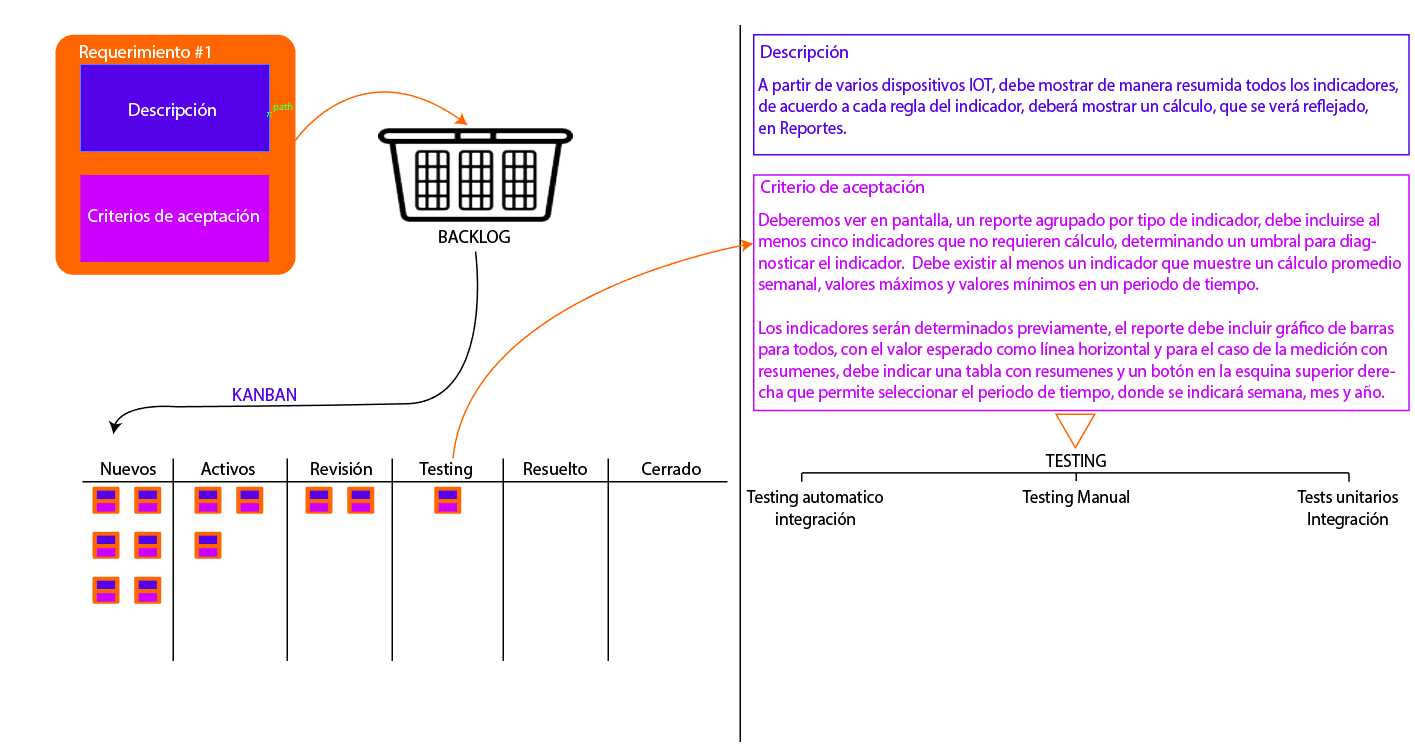 Requerimiento #1
Descripción
path
Criterios de aceptación
BACKLOG
KANBAN
Nuevos
Activos
Revisión
Testing
Resuelto
Cerrado
Descripción
A partir de varios dispositivos IOT, debe mostrar de manera resumida todos los indicadores,
de acuerdo a cada regla del indicador, deberá mostrar un cálculo, que se verá reflejado,
en Reportes.
Criterio de aceptación
Deberemos ver en pantalla, un reporte agrupado por tipo de indicador, debe incluirse al
menos cinco indicadores que no requieren cálculo, determinando un umbral para diag-
nosticar el indicador.  Debe existir al menos un indicador que muestre un cálculo promedio
semanal, valores máximos y valores mínimos en un periodo de tiempo.
Los indicadores serán determinados previamente, el reporte debe incluir gráfico de barras
para todos, con el valor esperado como línea horizontal y para el caso de la medición con
resumenes, debe indicar una tabla con resumenes y un botón en la esquina superior dere-
cha que permite seleccionar el periodo de tiempo, donde se indicará semana, mes y año.
TESTING
Testing automatico
integración
Testing Manual
Tests unitarios
Integración